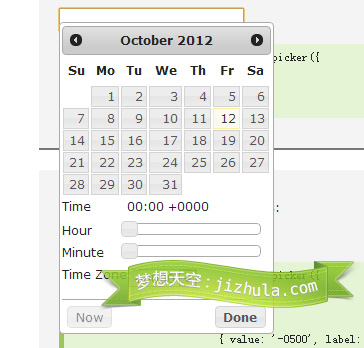 October 2012
picker({
Su Mo Tu We Th Fr Sa
1 2 3 4 5 6
7 8 9 10 11 12 13
14 15 16 17 18 19 20
21 22 23 24 25 26 27
28 29 30 31
Time 00:00 +0000
:
Hour
Minute
Time Zone
picker({
梦想天空：jizhula.com
Now Done
{ value: '-0500', label: